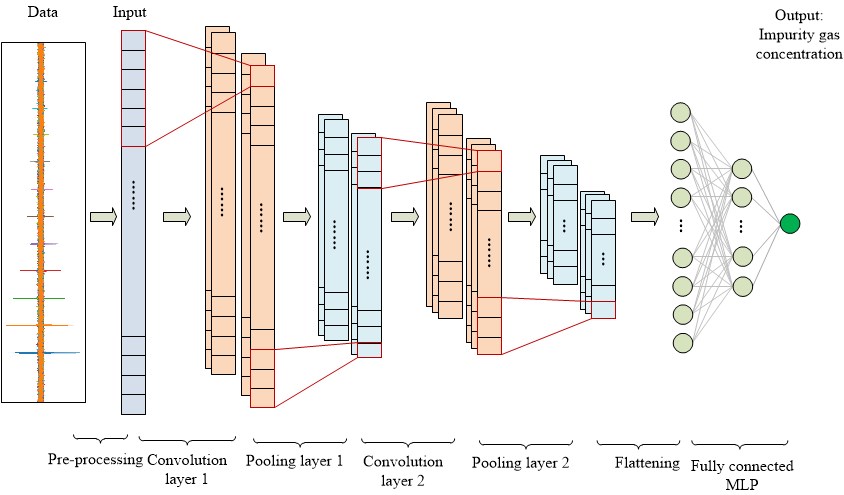 Data
Input
Output:
Impurity gas
concentration
Pre-processing
Convolution
layer 1
Pooling layer 1
Convolution
layer 2
Pooling layer 2
Flattening
Fully connected
MLP